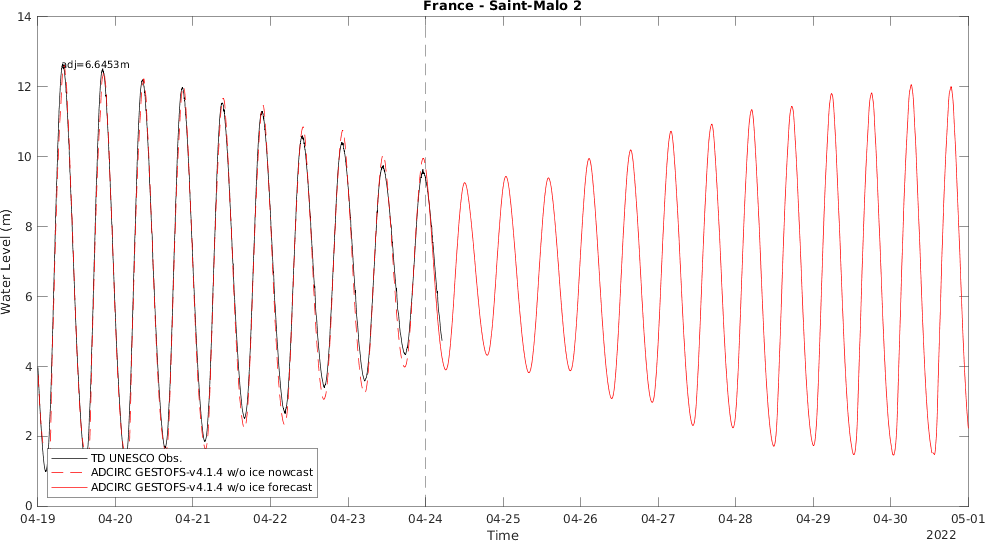 France - Saint-Malo 2
adj=6.6453m
Water Level (m)
14
12
10
8
6
4
2
0
TD UNESCO Obs.
ADCIRC GESTOFS-v4.1.4 w/o ice nowcast
ADCIRC GESTOFS-v4.1.4 w/o ice forecast
04-19 04-20 04-21 04-22 04-23 04-24 04-25 04-26 04-27 04-28 04-29 04-30 05-01
Time
2022